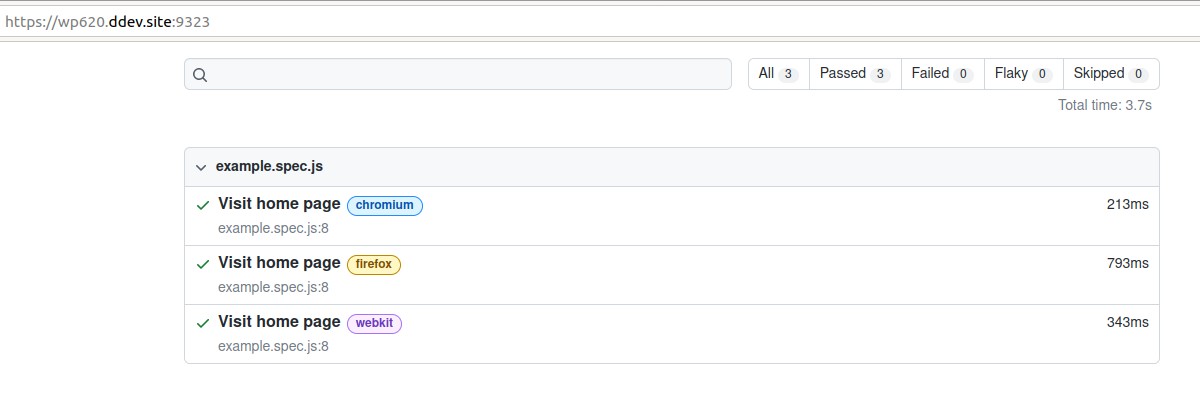 https://wp620.ddev.site:9323
All 3 Passed 3 Failed 0 Flaky 0 Skipped 0
Total time: 3.7s
example.spec.js
Visit home page chromium 213ms
example.spec.js:8
Visit home page firefox 793ms
example.spec.js:8
Visit home page webkit 343ms
example.spec.js:8